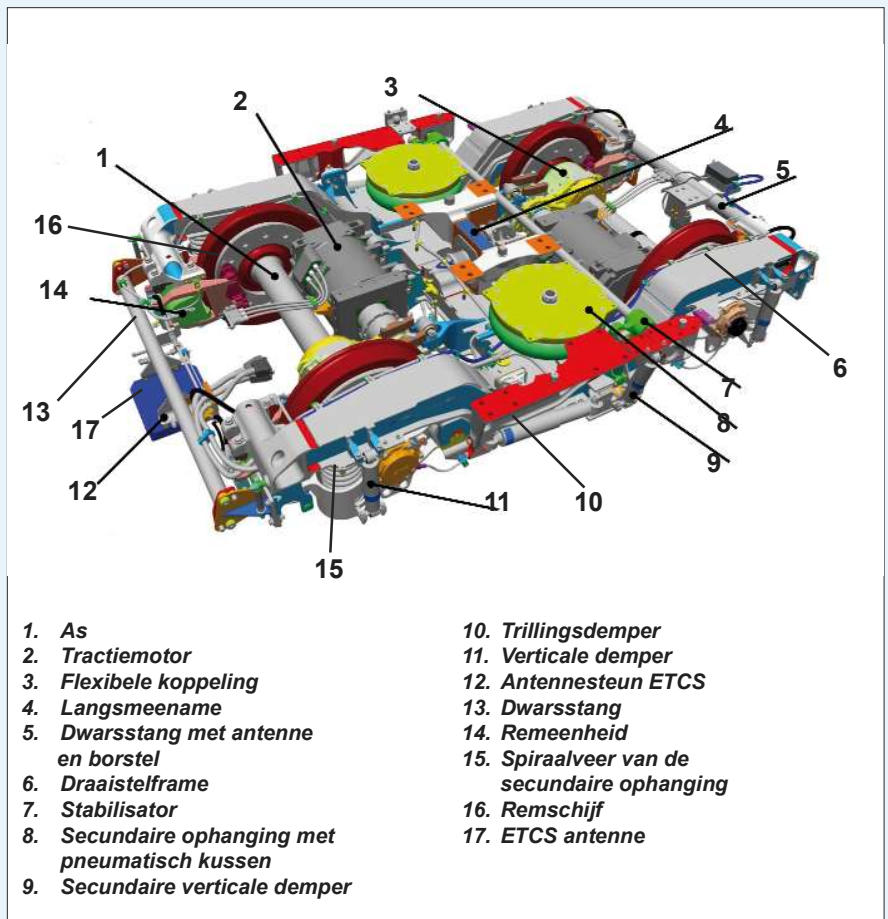 3
2
4
1
5
16
14
13
17
12
11
10
9
8
7
6
15
1. As
2. Tractiemotor
3. Flexibele koppeling
4. Langsmeename
5. Dwarsstang met antenne
en borstel
6. Draaistelframe
7. Stabilisator
8. Secundaire ophanging met
pneumatisch kussen
9. Secundaire verticale demper
10. Trillingsdemper
11. Verticale demper
12. Antennesteun ETCS
13. Dwarsstang
14. Remeenheid
15. Spiraalveer van de
secundaire ophanging
16. Remschijf
17. ETCS antenne